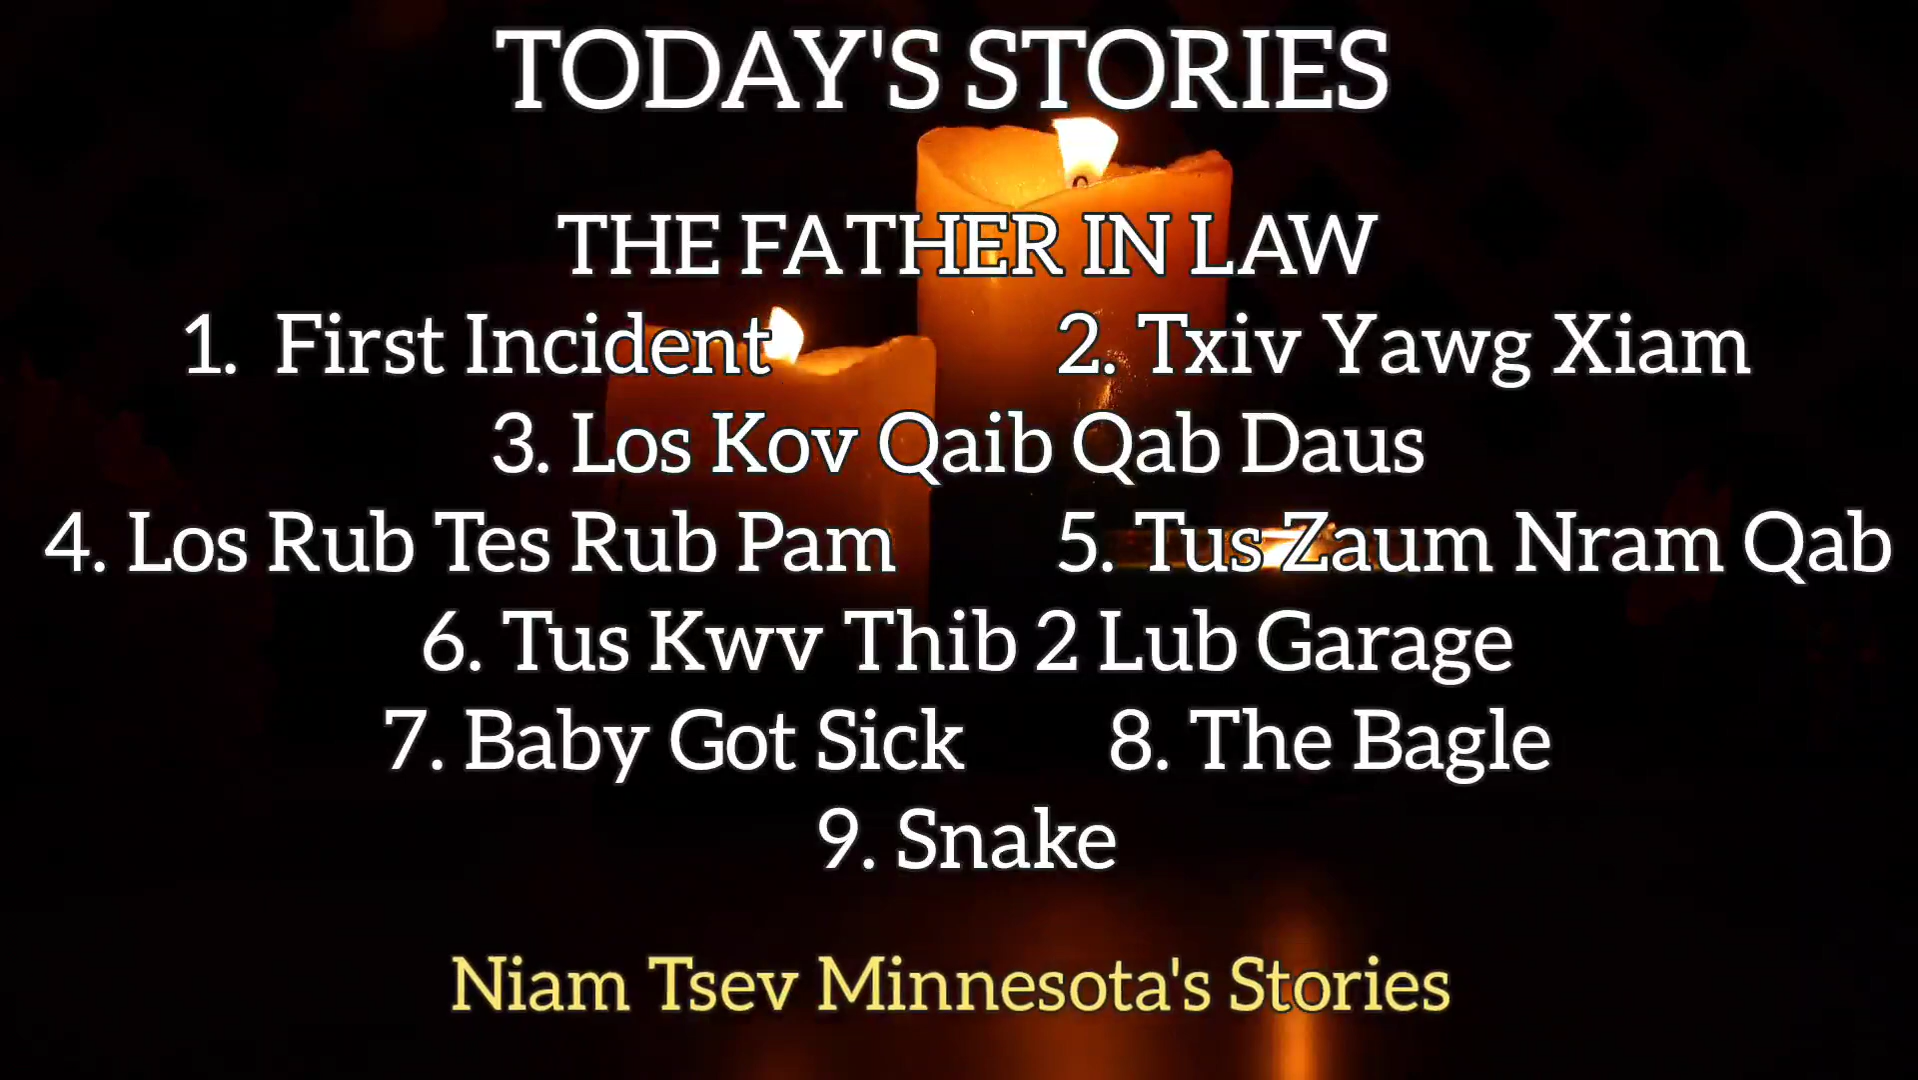 TODAY'S STORIES
THE FATHER IN LAW
1. First Incident 2. Txiv Yawg Xiam
3. Los Kov Qaib Qab Daus
4. Los Rub Tes Rub Pam 5. Tus Zaum Nram Qab
6. Tus Kwv Thib 2 Lub Garage
7. Baby Got Sick 8. The Bagle
9. Snake
Niam Tsev Minnesota's Stories